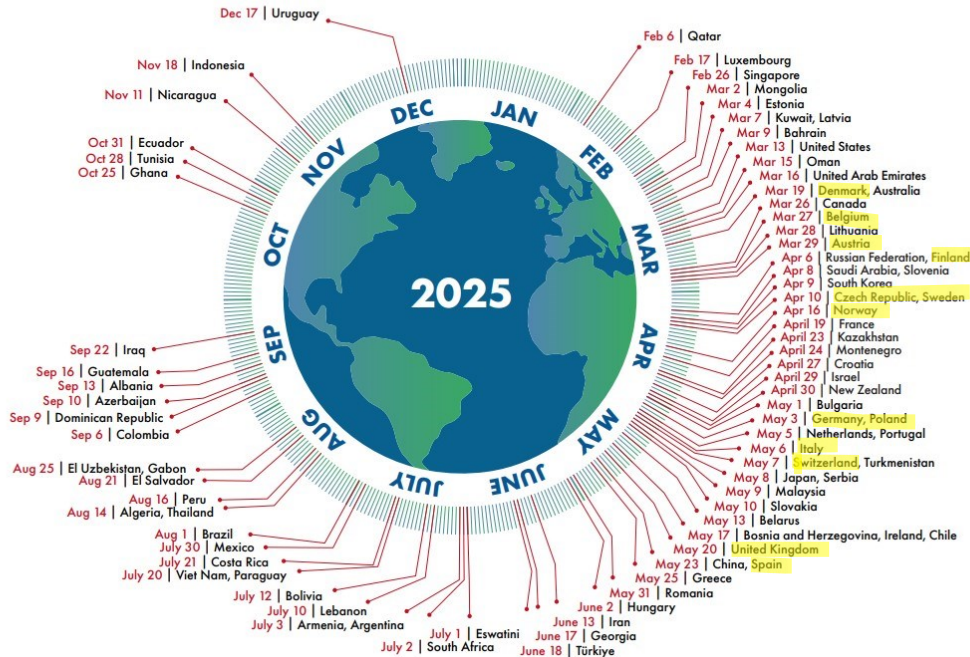 Dec 17 | Uruguay
Nov 18 | Indonesia
Nov 11 | Nicaragua
Oct 31 | Ecuador
Oct 28 | Tunisia
Oct 25 | Ghana
Sep 22 | Iraq
Sep 16 | Guatemala
Sep 13 | Albania
Sep 10 | Azerbaijan
Sep 9 | Dominican Republic
Sep 6 | Colombia
Aug 25 | El Uzbekistan, Gabon
Aug 21 | El Salvador
Aug 16 | Peru
Aug 14 | Algeria, Thailand
Aug 1 | Brazil
July 30 | Mexico
July 21 | Costa Rica
July 20 | Viet Nam, Paraguay
July 12 | Bolivia
July 10 | Lebanon
July 3 | Armenia, Argentina
July 1 | Eswatini
July 2 | South Africa
JAN
FEB
MAR
APR
MAY
JUNE
JULY
AUG
SEP
OCT
NOV
DEC
2025
Feb 6 | Qatar
Feb 17 | Luxembourg
Feb 26 | Singapore
Mar 2 | Mongolia
Mar 4 | Estonia
Mar 7 | Kuwait, Latvia
Mar 9 | Bahrain
Mar 13 | United States
Mar 15 | Oman
Mar 16 | United Arab Emirates
Mar 19 | Denmark, Australia
Mar 26 | Canada
Mar 27 | Belgium
Mar 28 | Lithuania
Mar 29 | Austria
Apr 6 | Russian Federation, Finland
Apr 8 | Saudi Arabia, Slovenia
Apr 9 | South Korea
Apr 10 | Czech Republic, Sweden
Apr 16 | Norway
April 19 | France
April 23 | Kazakhstan
April 24 | Montenegro
April 27 | Croatia
April 29 | Israel
April 30 | New Zealand
May 1 | Bulgaria
May 3 | Germany, Poland
May 5 | Netherlands, Portugal
May 6 | Italy
May 7 | Switzerland, Turkmenistan
May 8 | Japan, Serbia
May 9 | Malaysia
May 10 | Slovakia
May 13 | Belarus
May 17 | Bosnia and Herzegovina, Ireland, Chile
May 20 | United Kingdom
May 23 | China, Spain
May 25 | Greece
May 31 | Romania
June 2 | Hungary
June 13 | Iran
June 17 | Georgia
June 18 | Türkiye